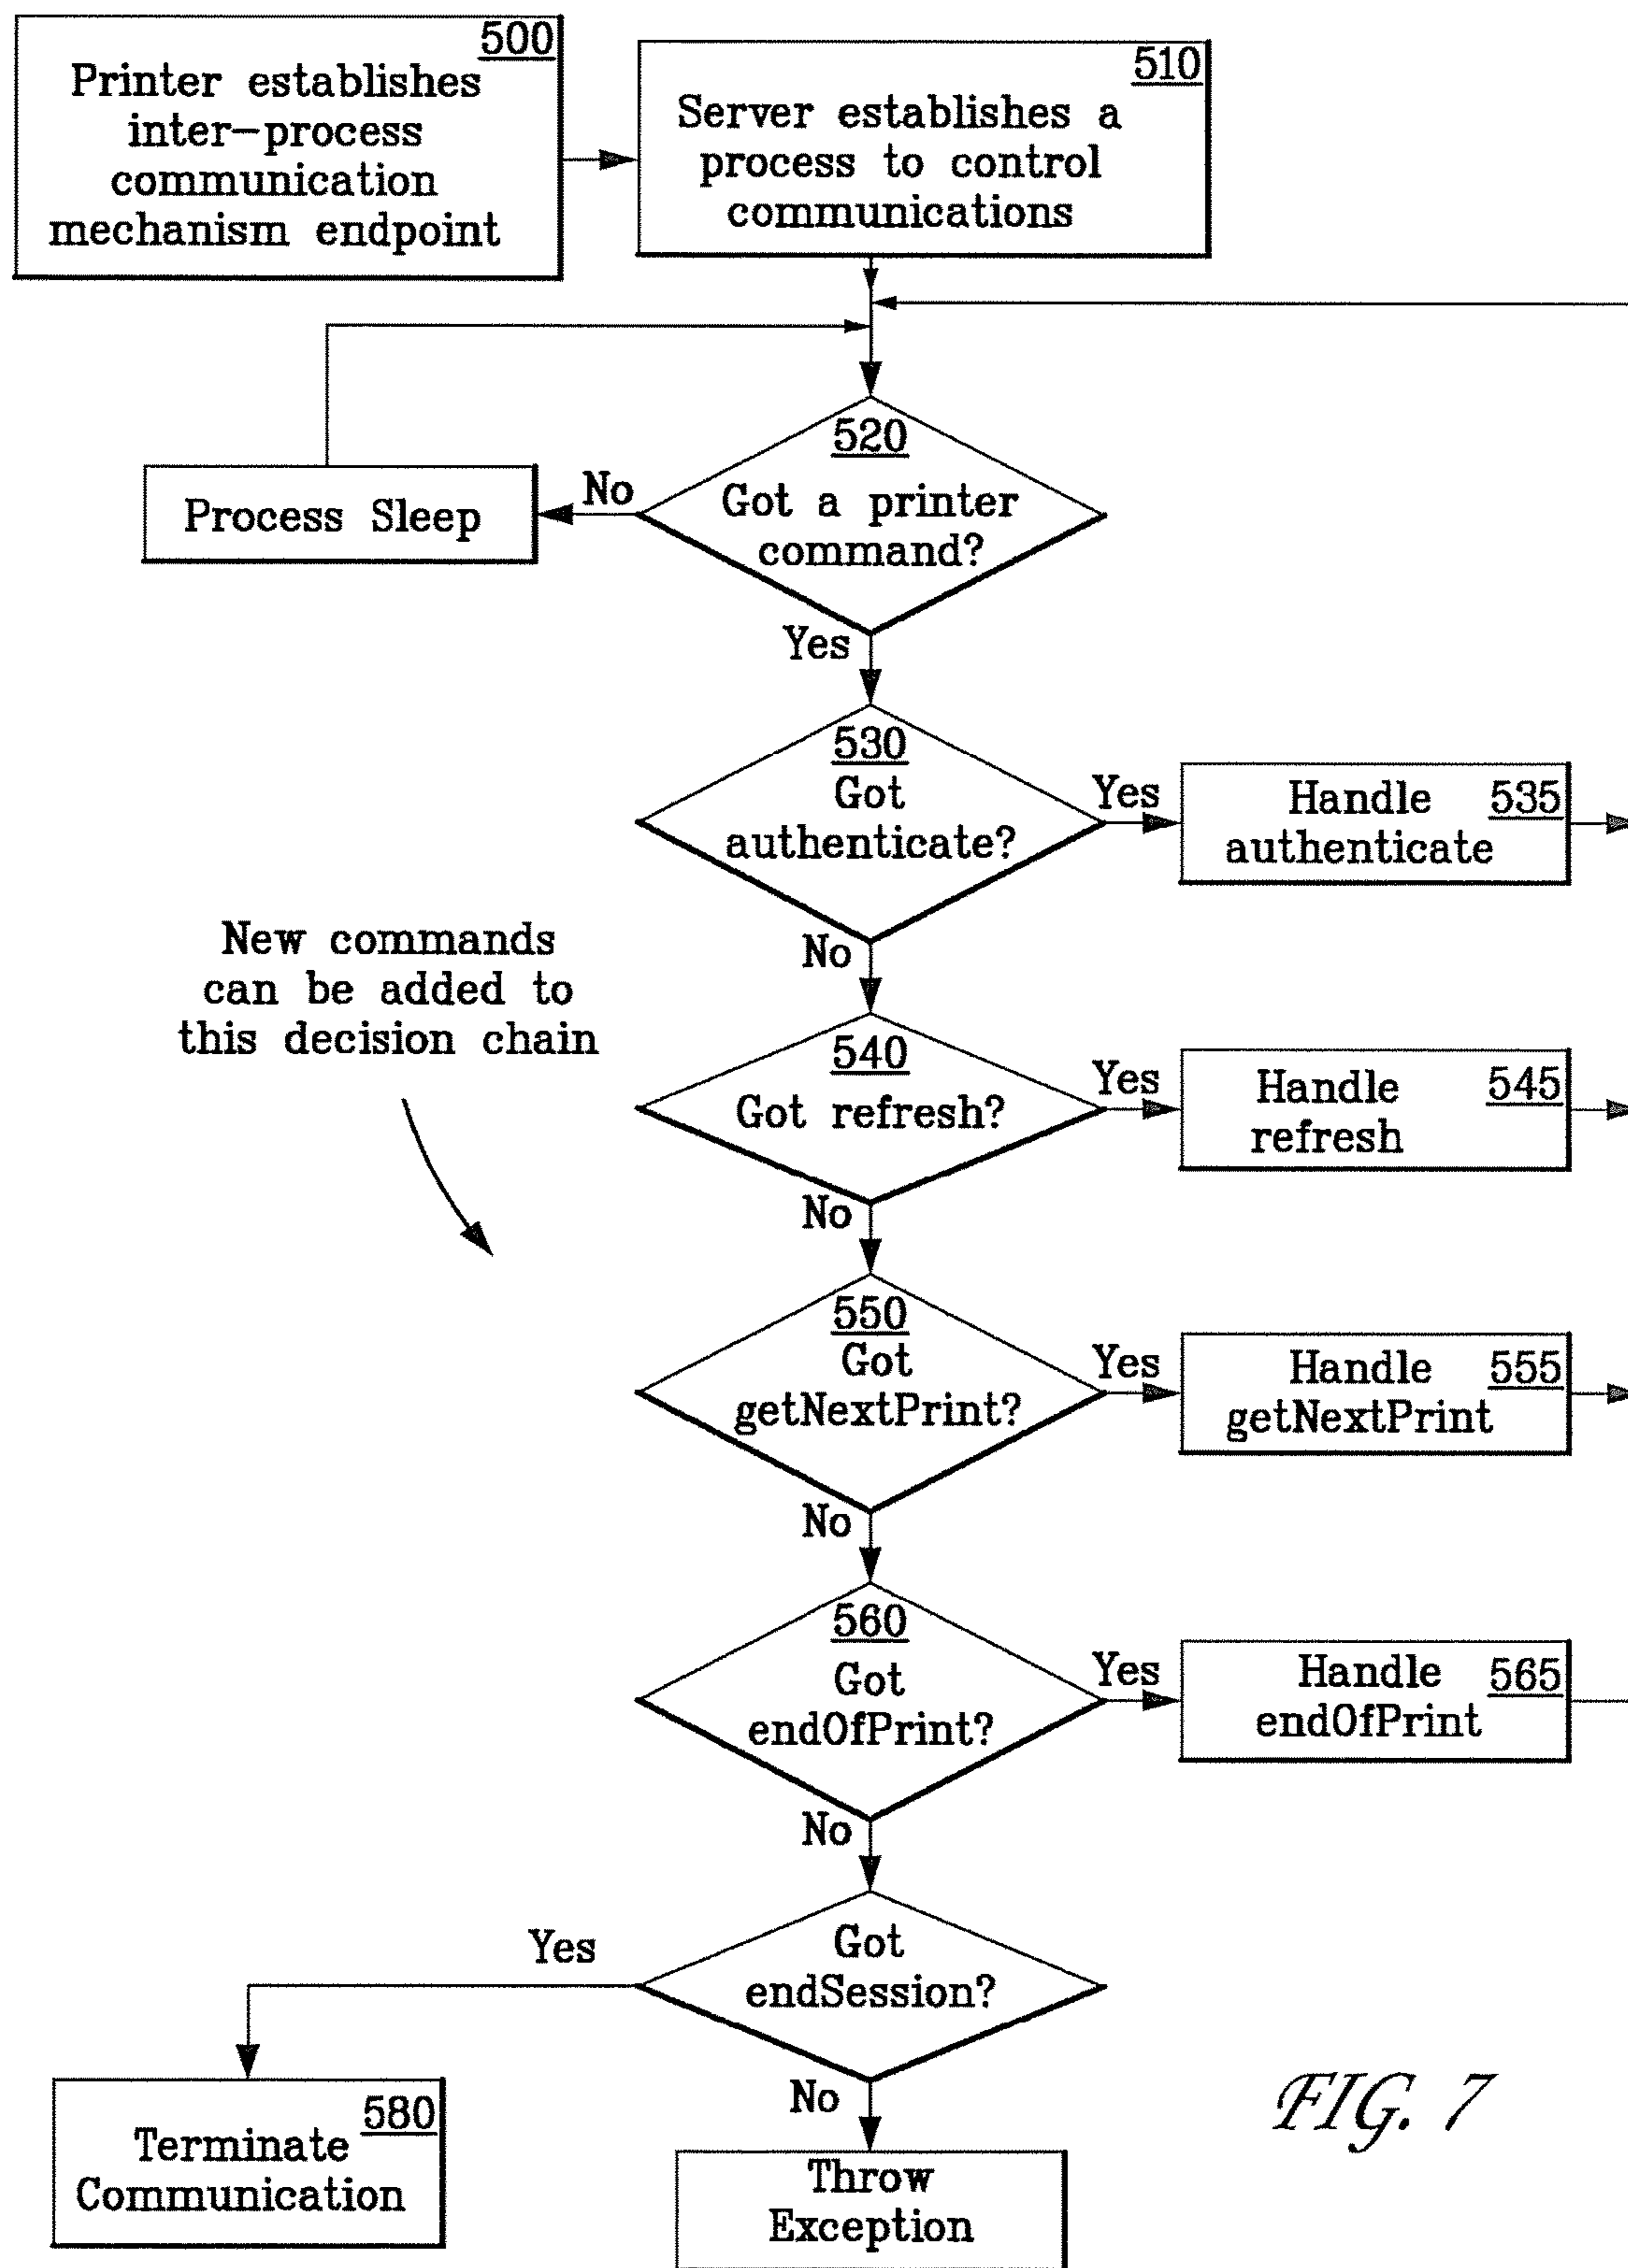 500
Printer establishes
inter-process
communication
mechanism endpoint
510
Server establishes a
process to control
communications
520
Got a printer
command?
No
Process Sleep
Yes
530
Got
authenticate?
Yes
Handle 535
authenticate
No
New commands
can be added to
this decision chain
540
Got refresh?
Yes
Handle 545
refresh
No
550
Got
getNextPrint?
Yes
Handle 555
getNextPrint
No
560
Got
endOfPrint?
Yes
Handle 565
endOfPrint
No
Got
endSession?
Yes
580
Terminate
Communication
No
Throw
Exception
FIG. 7